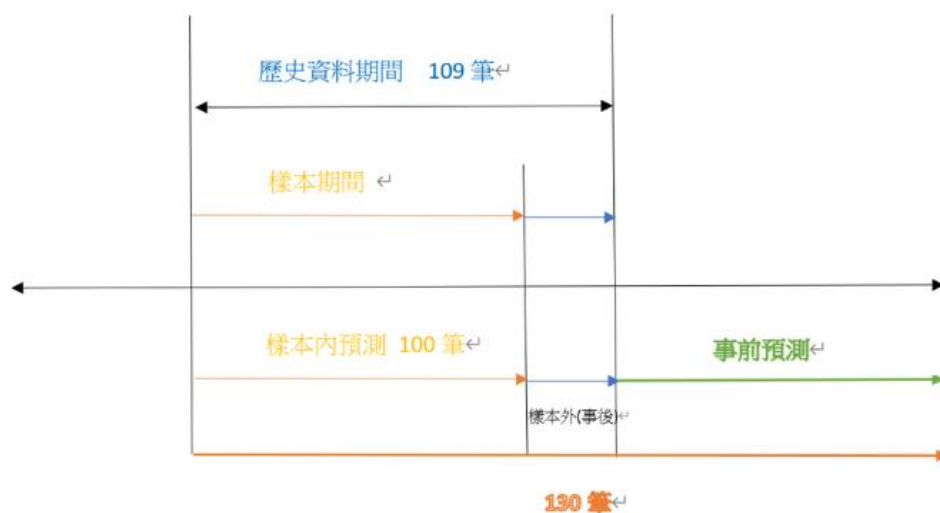 歷史資料期間 109 筆↵
樣本期間 ↵
樣本內預測 100 筆↵
事前預測↵
樣本外(事後)↵
130 筆↵